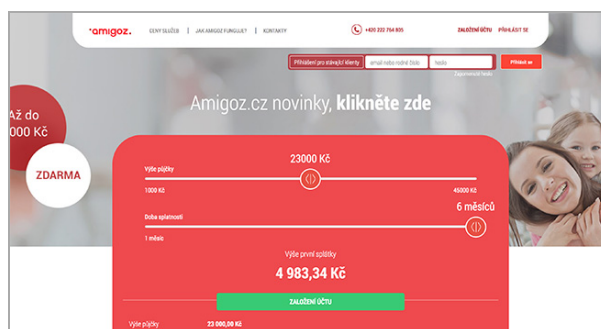 amigoz.
CENY SLUŽEB | JAK AMIGOZ FUNGUJE? | KONTAKTY
+420 222 764 835
ZALOŽENÍ ÚČTU PŘIHLÁSIT SE
Přihlášení pro stávající klienty
email nebo rodné číslo
heslo
Přihlásit se
Zapomenuté heslo
Amigoz.cz novinky, klikněte zde
Až do
000 Kč
ZDARMA
23000 Kč
Výše půjčky
1000 Kč 45000 Kč
6 měsíců
Doba splatnosti
1 měsíc
Výše první splátky
4 983,34 Kč
ZALOŽENÍ ÚČTU
Výše půjčky 23 000,00 Kč